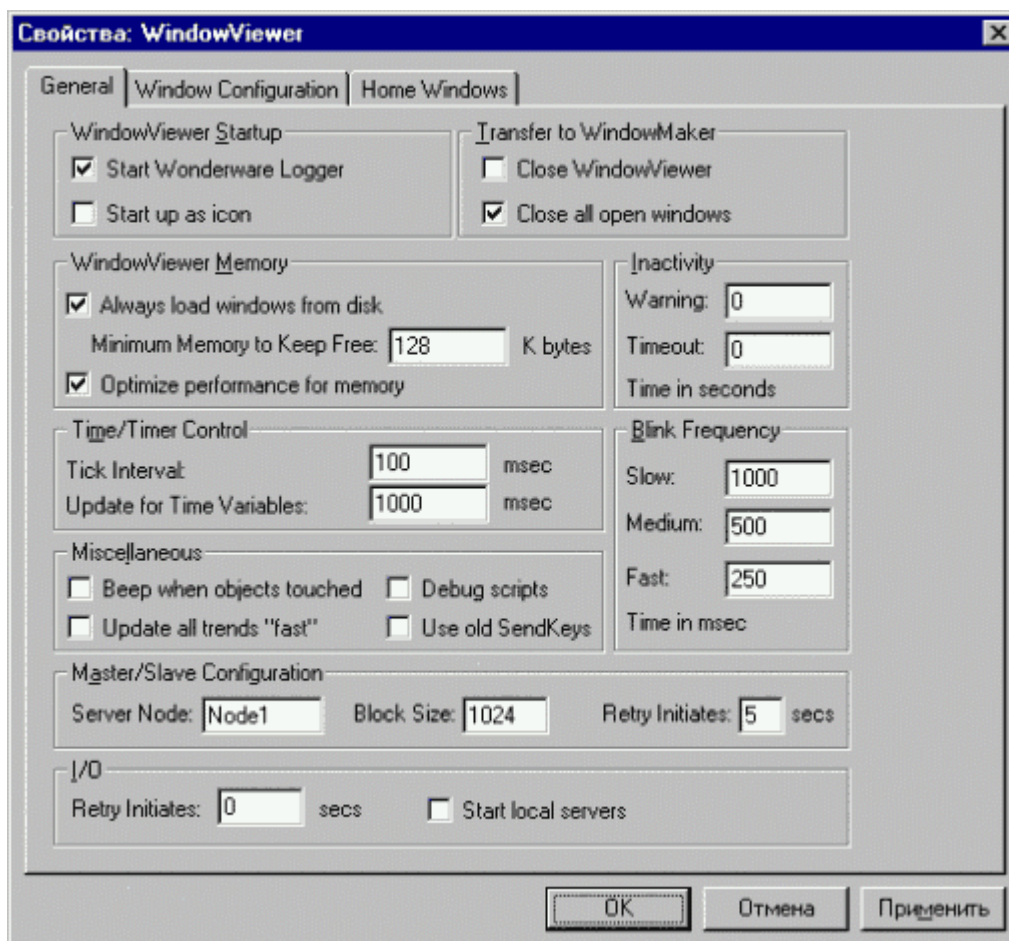 Свойства: WindowViewer
General Window Configuration Home Windows
WindowViewer Startup
Start Wonderware Logger
Start up as icon
Transfer to WindowMaker
Close WindowViewer
Close all open windows
WindowViewer Memory
Always load windows from disk
Minimum Memory to Keep Free: 128 K bytes
Optimize performance for memory
Inactivity
Warning: 0
Timeout: 0
Time in seconds
Time/Timer Control
Tick Interval: 100 msec
Update for Time Variables: 1000 msec
Blink Frequency
Slow: 1000
Medium: 500
Fast: 250
Time in msec
Miscellaneous
Beep when objects touched Debug scripts
Update all trends "fast" Use old SendKeys
Master/Slave Configuration
Server Node: Node1 Block Size: 1024 Retry Initiates: 5 secs
I/O
Retry Initiates: 0 secs Start local servers
OK Отмена Применить